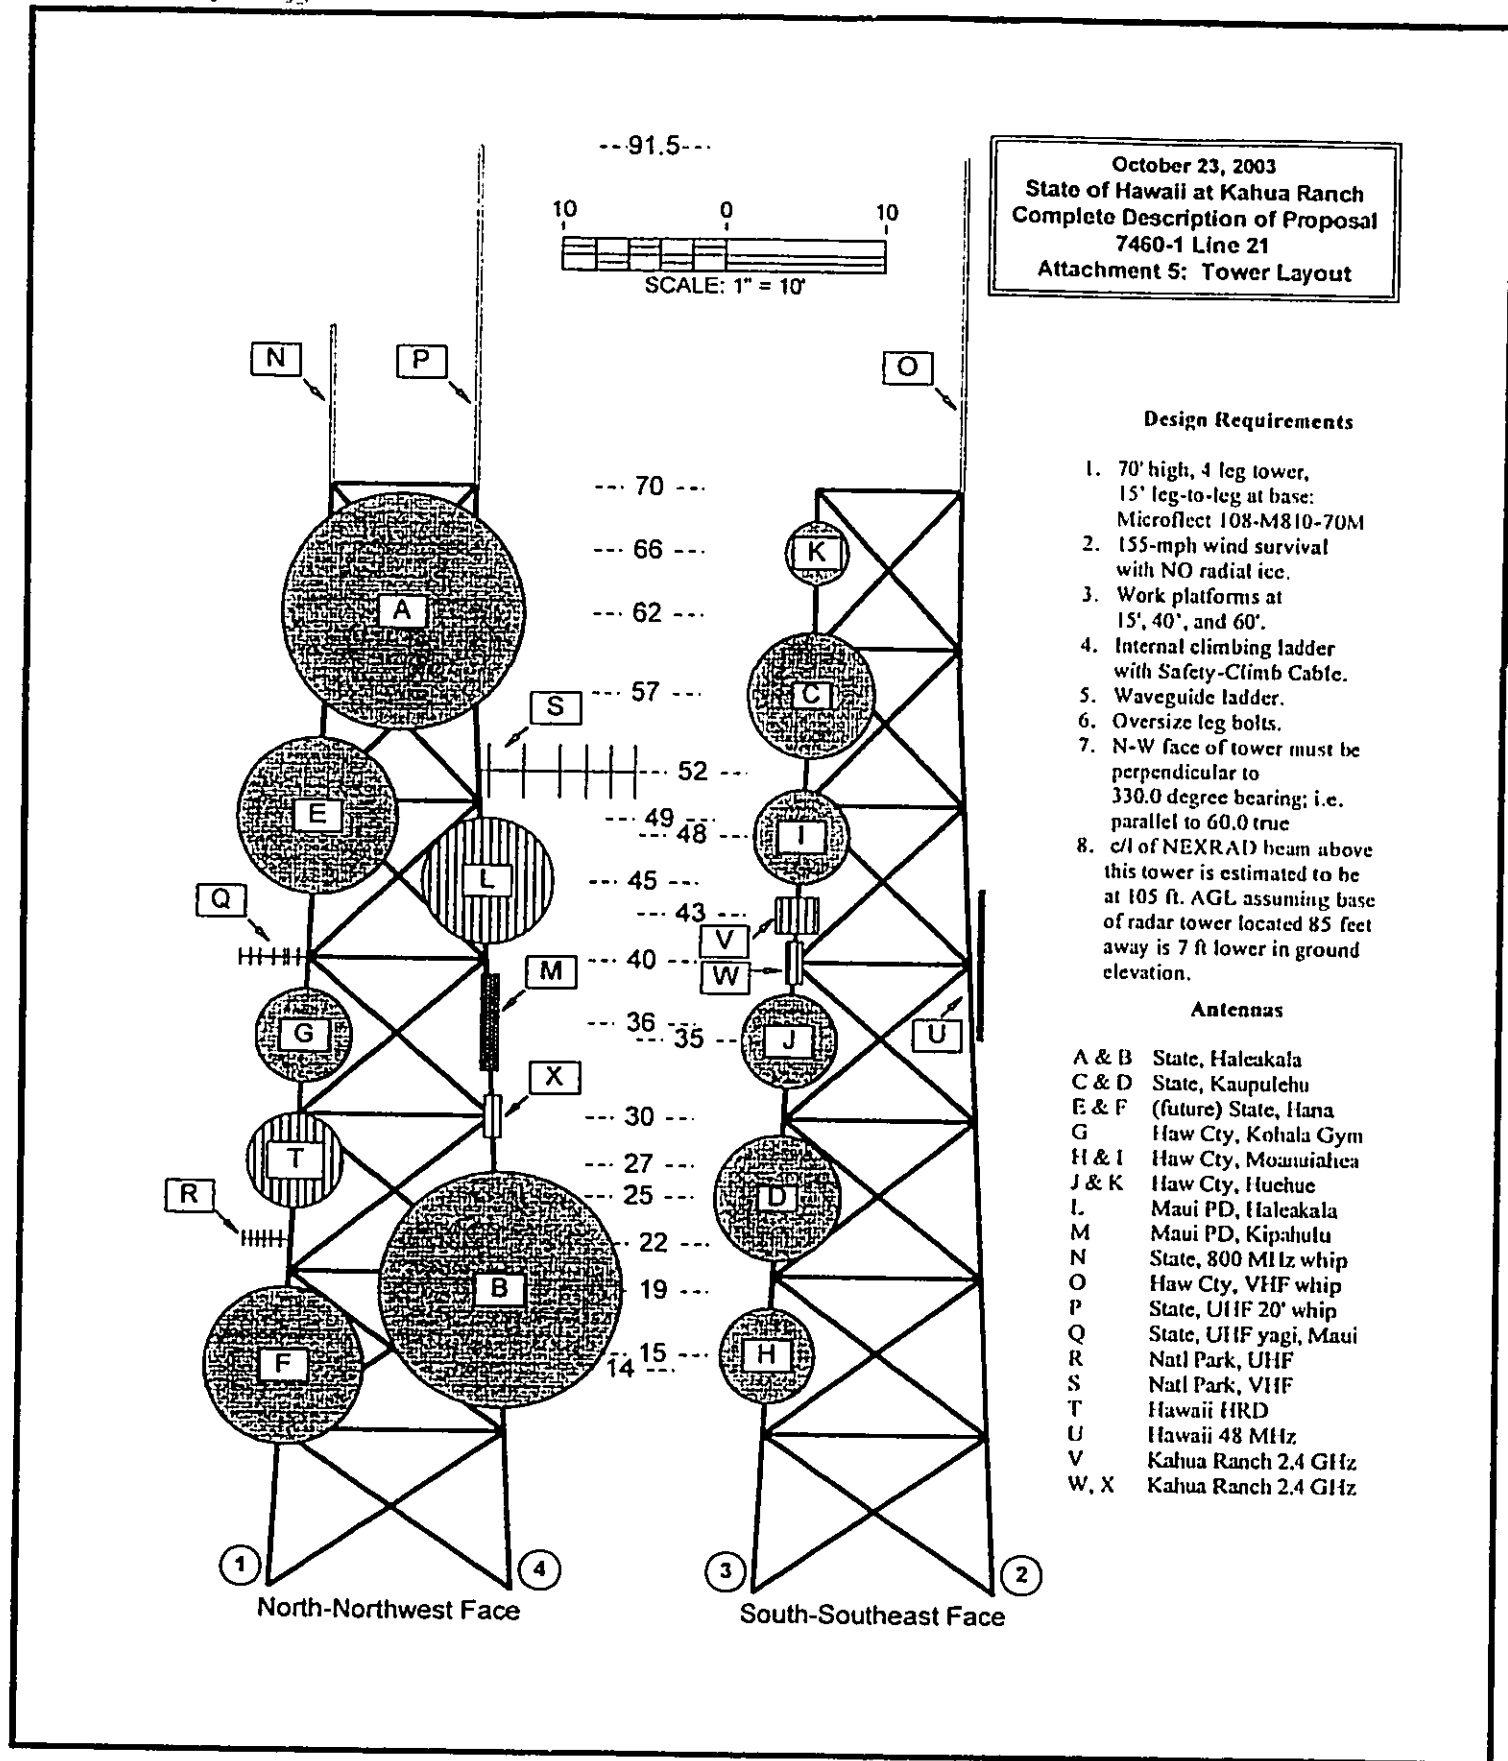 October 23, 2003
State of Hawaii at Kahua Ranch
Complete Description of Proposal
7460-1 Line 21
Attachment 5: Tower Layout
---91.5---
10 0 10
SCALE: 1" = 10'
N
P
O
--- 70 ---
K
--- 66 ---
A
--- 62 ---
C
--- 57 ---
S
--- 52 ---
E
--- 49 ---
--- 48 ---
I
L
--- 45 ---
Q
--- 43 ---
V
--- 40 ---
W
M
--- 36 ---
--- 35 ---
G
J
U
X
--- 30 ---
T
--- 27 ---
R
--- 25 ---
D
--- 22 ---
B
--- 19 ---
--- 15 ---
14 ---
F
H
1
4
3
2
North-Northwest Face
South-Southeast Face
Design Requirements
1. 70' high, 4 leg tower,
15' leg-to-leg at base:
Microflect 108-M810-70M
2. 155-mph wind survival
with NO radial ice.
3. Work platforms at
15', 40', and 60'.
4. Internal climbing ladder
with Safety-Climb Cable.
5. Waveguide ladder.
6. Oversize leg bolts.
7. N-W face of tower must be
perpendicular to
330.0 degree bearing; i.e.
parallel to 60.0 true
8. c/l of NEXRAD beam above
this tower is estimated to be
at 105 ft. AGL assuming base
of radar tower located 85 feet
away is 7 ft lower in ground
elevation.
Antennas
A & B State, Haleakala
C & D State, Kaupulehu
E & F (future) State, Hana
G Haw Cty, Kohala Gym
H & I Haw Cty,
J & K Haw Cty, Huehue
L Maui PD, Haleakala
M Maui PD, Kipahulu
N State, 800 MHz whip
O Haw Cty, VHF whip
P State, UHF 20' whip
Q State, UHF yagi, Maui
R Natl Park, UHF
S Natl Park, VHF
T Hawaii HRD
U Hawaii 48 MHz
V Kahua Ranch 2.4 GHz
W, X Kahua Ranch 2.4 GHz